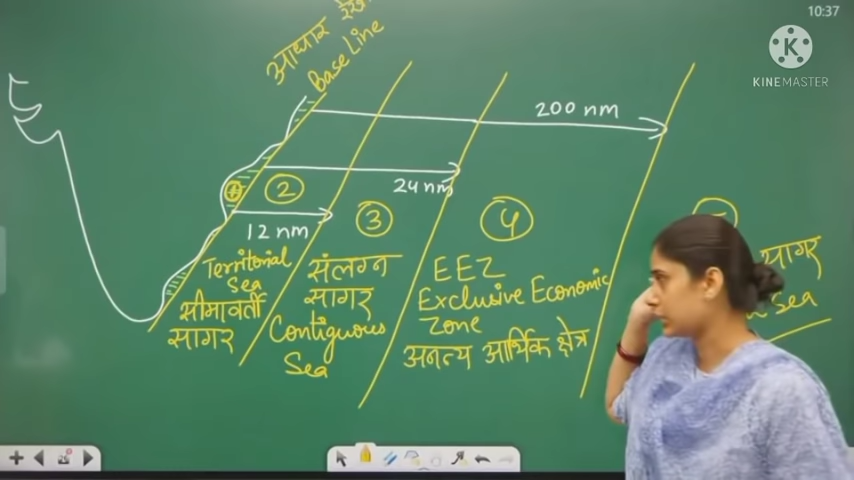 10:37
K
KINEMASTER
आधार रेखा
Base Line
200 nm
24 nm
12 nm
1
2
3
4
Territorial
Sea
सीमावर्ती
सागर
संलग्न
सागर
Contiguous
Sea
EEZ
Exclusive Economic
Zone
अनन्य आर्थिक क्षेत्र
सागर
Sea